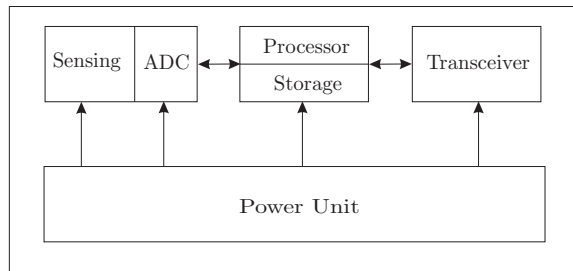 Sensing
ADC
Processor
Storage
Transceiver
Power Unit